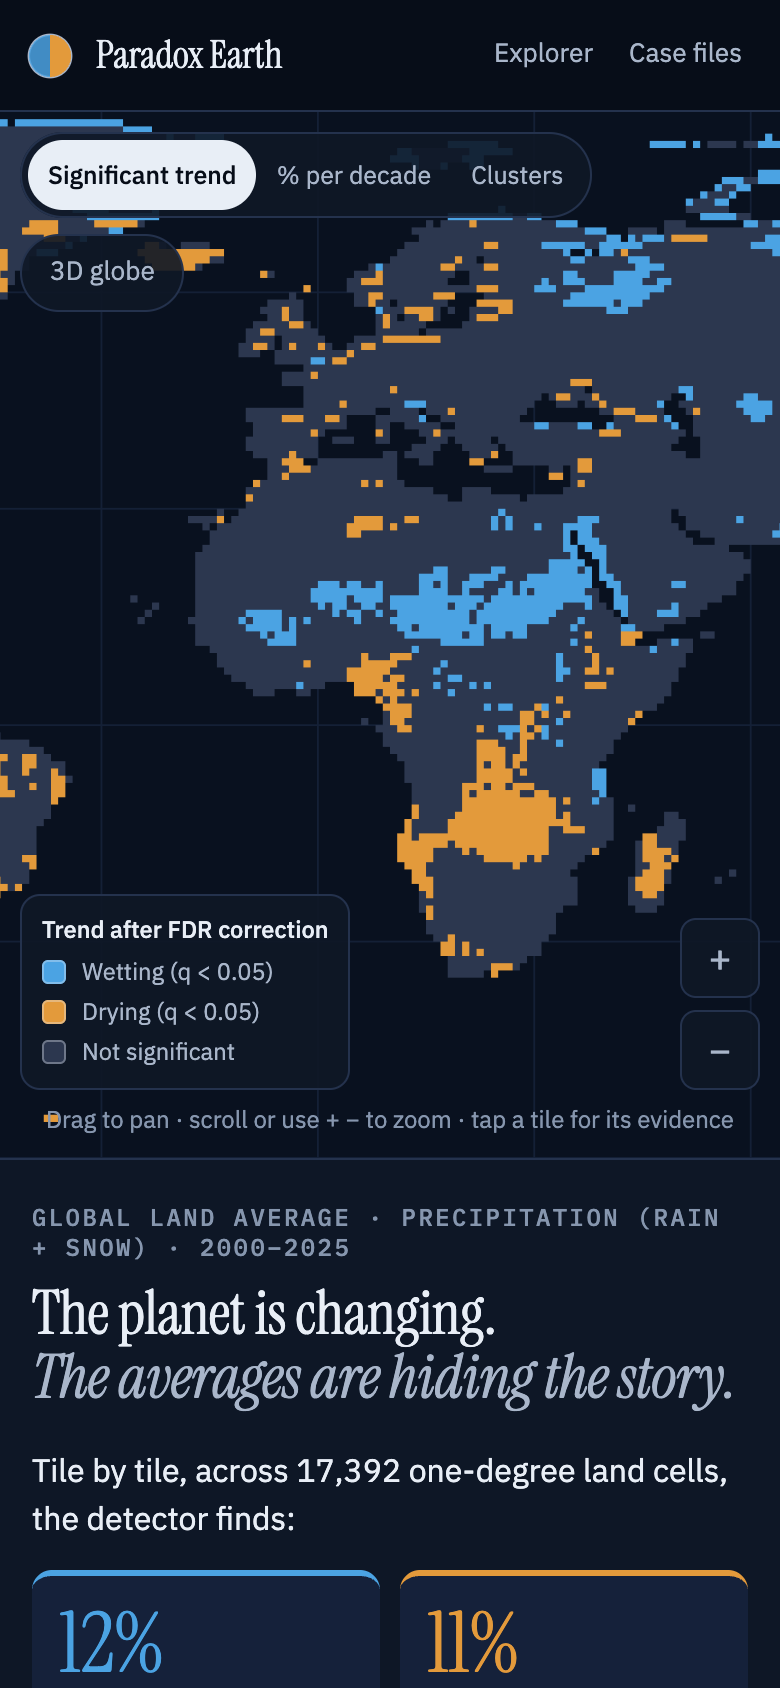 Paradox Earth
Explorer
Case files
Significant trend
% per decade
Clusters
3D globe
Trend after FDR correction
Wetting (q < 0.05)
Drying (q < 0.05)
Not significant
+
−
Drag to pan · scroll or use + − to zoom · tap a tile for its evidence
GLOBAL LAND AVERAGE · PRECIPITATION (RAIN
+ SNOW) · 2000–2025
The planet is changing.
The averages are hiding the story.
Tile by tile, across 17,392 one-degree land cells,
the detector finds:
12%
11%